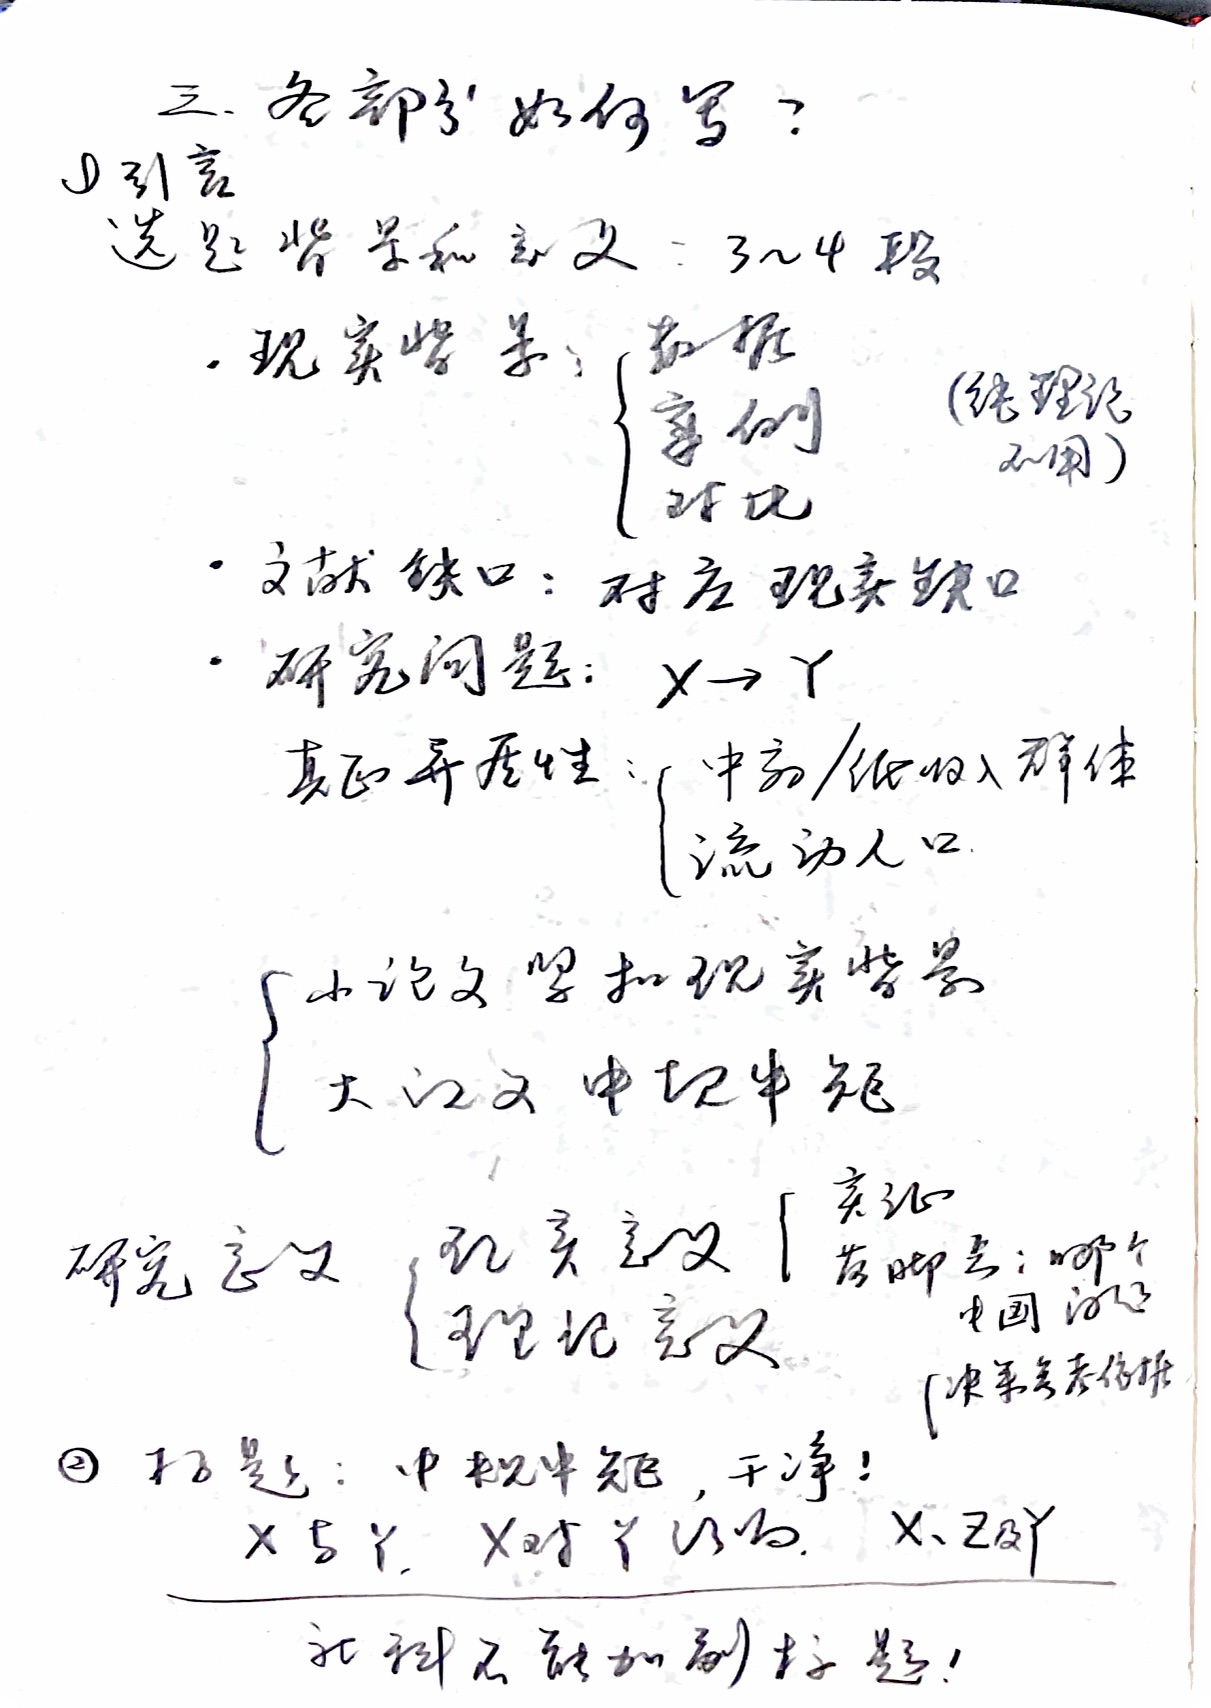 三、各部分如何写？
① 引言
选题背景和意义：3～4段
· 现实背景：{ 数据
案例
对比
(纯理论
不用)
· 文献缺口：对应现实缺口
· 研究问题：X→Y
真正异质性：{ 中高/低收入群体
流动人口
{ 小论文紧扣现实背景
大论文中规中矩
研究意义 { 现实意义
理论意义
[ 实证
落脚点：哪个
中国问题
决策参考依据
② 标题：中规中矩，干净！
X与Y. X对Y影响. X、Z及Y
社科不能加副标题！